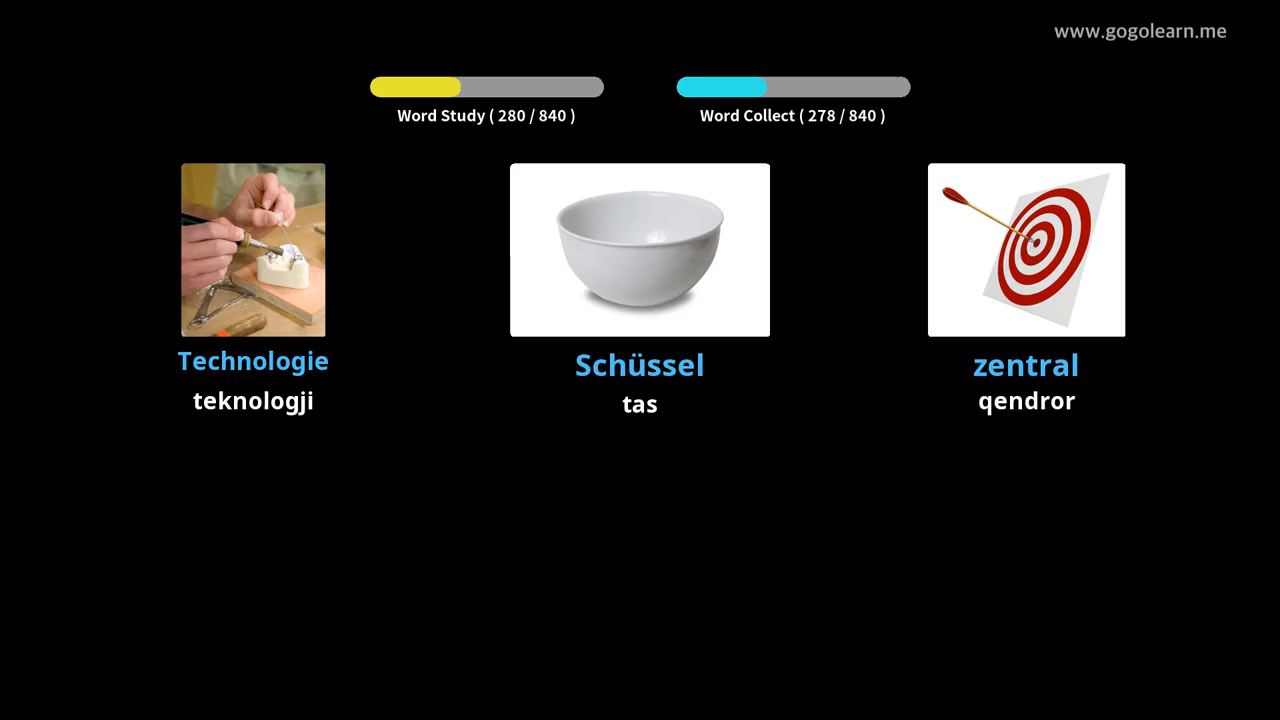 www.gogolearn.me
Word Study ( 280 / 840 )
Word Collect ( 278 / 840 )
Technologie
teknologji
Schüssel
tas
zentral
qendror